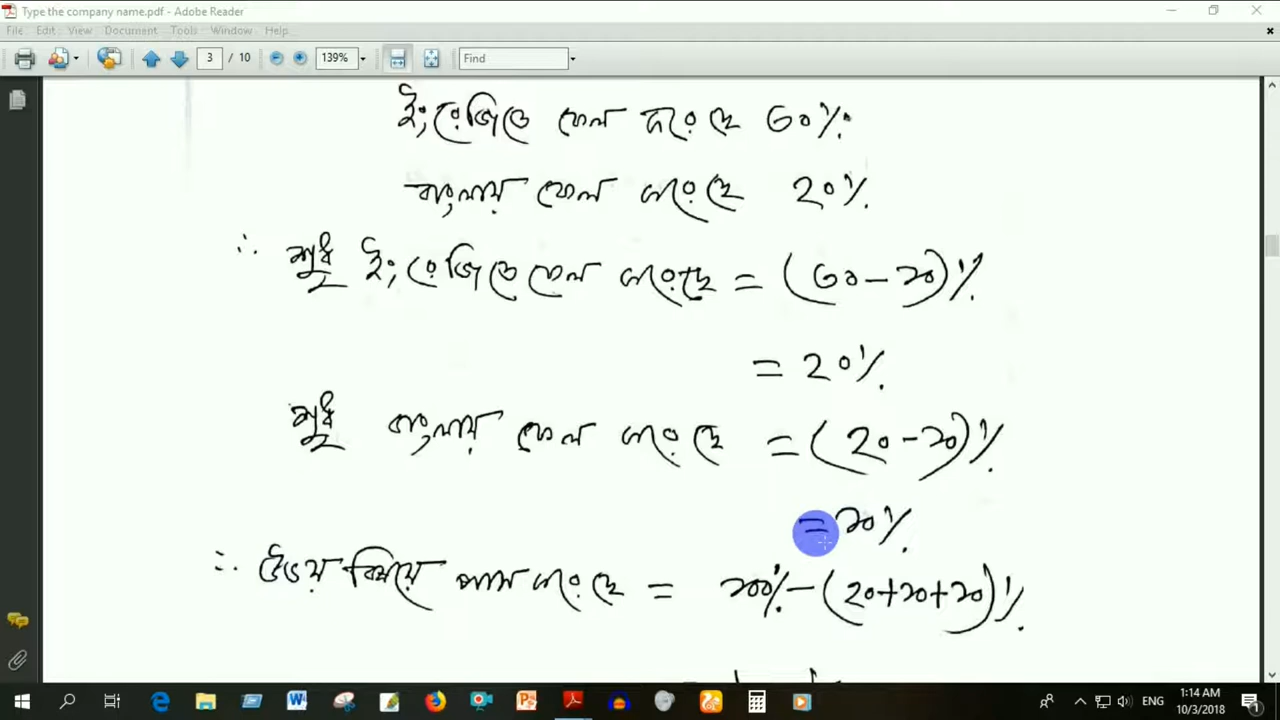 Type the company name.pdf - Adobe Reader
File Edit View Document Tools Window Help
3 / 10 139% Find
ইংরেজিতে ফেল করেছে ৩০%
বাংলায় ফেল করেছে ২০%
∴ শুধু ইংরেজিতে ফেল করেছে = (৩০-১০)%
= ২০%
শুধু বাংলায় ফেল করেছে = (২০-১০)%
= ১০%
∴ উভয় বিষয়ে পাস করেছে = ১০০% - (২০+১০+১০)%
ENG 1:14 AM
10/3/2018